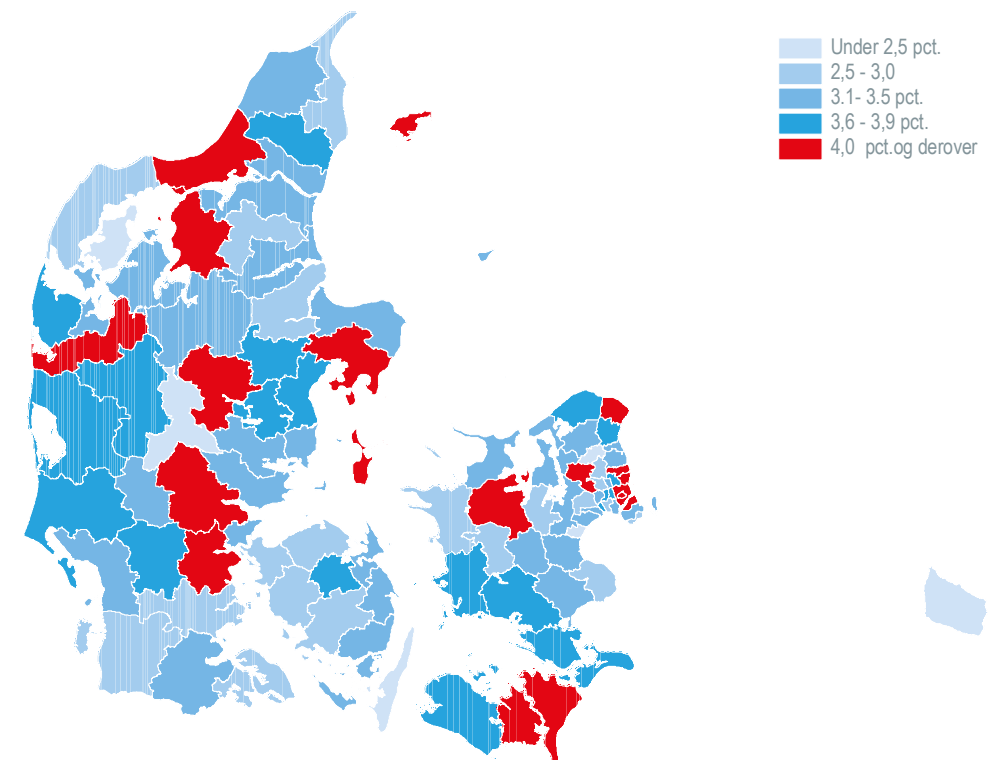 Under 2,5 pct.
2,5 - 3,0
3.1- 3.5 pct.
3,6 - 3,9 pct.
4,0 pct.og derover